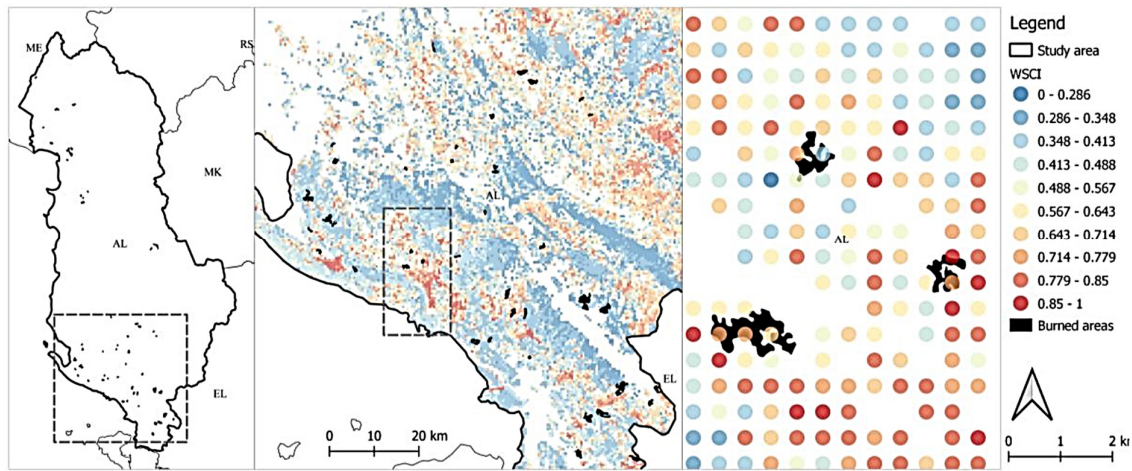 ME
RS
MK
AL
EL
AL
EL
0 10 20 km
AL
Legend
Study area
WSCI
0 - 0.286
0.286 - 0.348
0.348 - 0.413
0.413 - 0.488
0.488 - 0.567
0.567 - 0.643
0.643 - 0.714
0.714 - 0.779
0.779 - 0.85
0.85 - 1
Burned areas
0 1 2 k